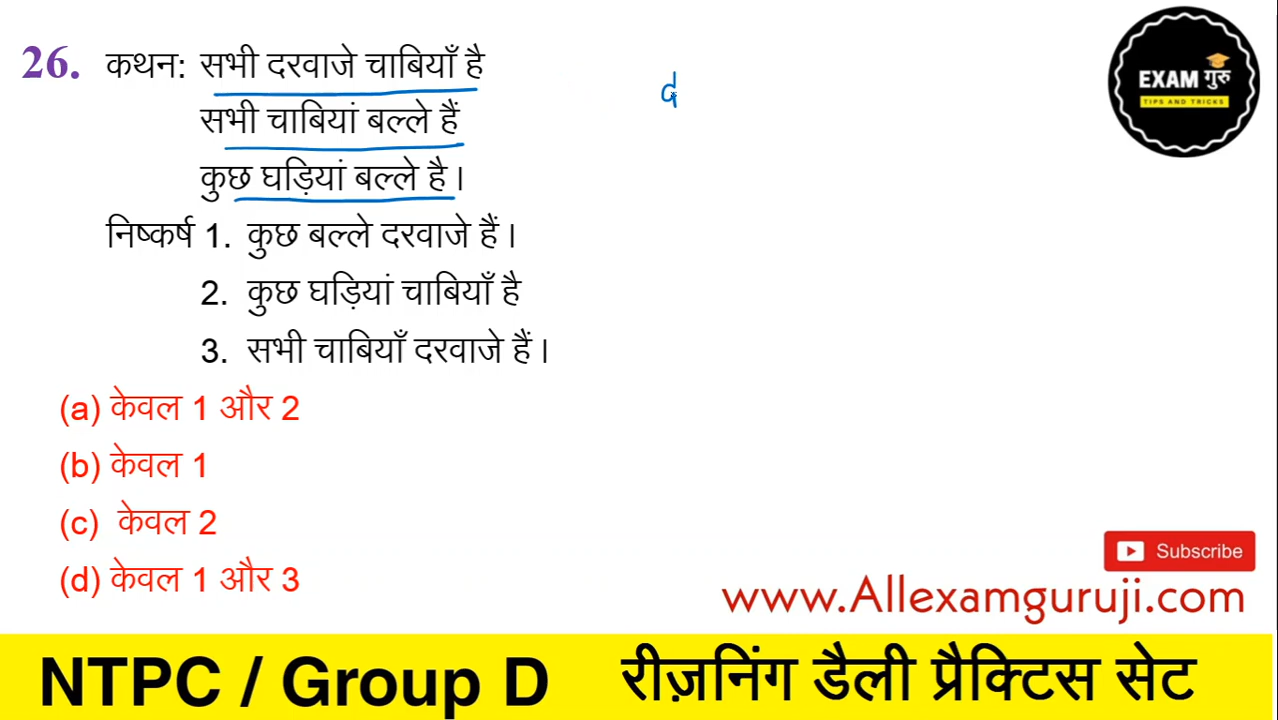 26. कथन: सभी दरवाजे चाबियाँ है
सभी चाबियां बल्ले हैं
कुछ घड़ियां बल्ले है।
निष्कर्ष 1. कुछ बल्ले दरवाजे हैं।
2. कुछ घड़ियां चाबियाँ है
3. सभी चाबियाँ दरवाजे हैं।
(a) केवल 1 और 2
(b) केवल 1
(c) केवल 2
(d) केवल 1 और 3
EXAM गुरु
TIPS AND TRICKS
Subscribe
www.Allexamguruji.com
NTPC / Group D रीज़निंग डैली प्रैक्टिस सेट